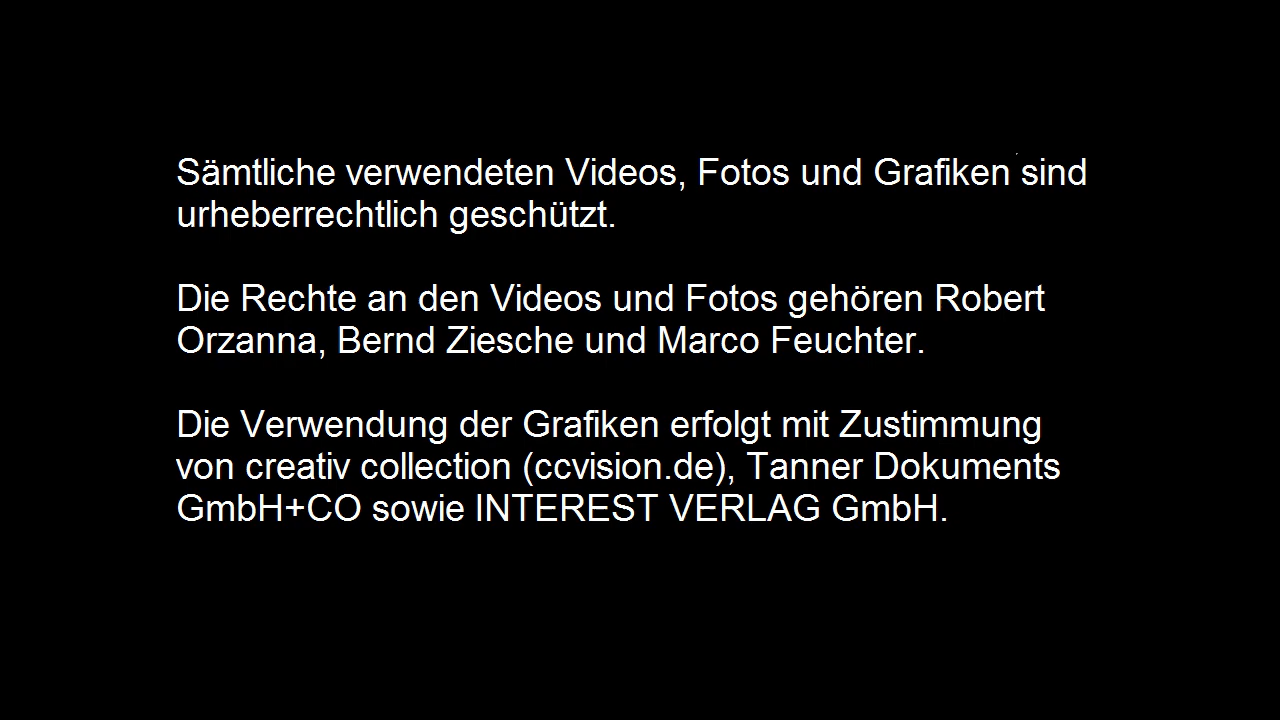 Sämtliche verwendeten Videos, Fotos und Grafiken sind
urheberrechtlich geschützt.
Die Rechte an den Videos und Fotos gehören Robert
Orzanna, Bernd Ziesche und Marco Feuchter.
Die Verwendung der Grafiken erfolgt mit Zustimmung
von creativ collection (ccvision.de), Tanner Dokuments
GmbH+CO sowie INTEREST VERLAG GmbH.